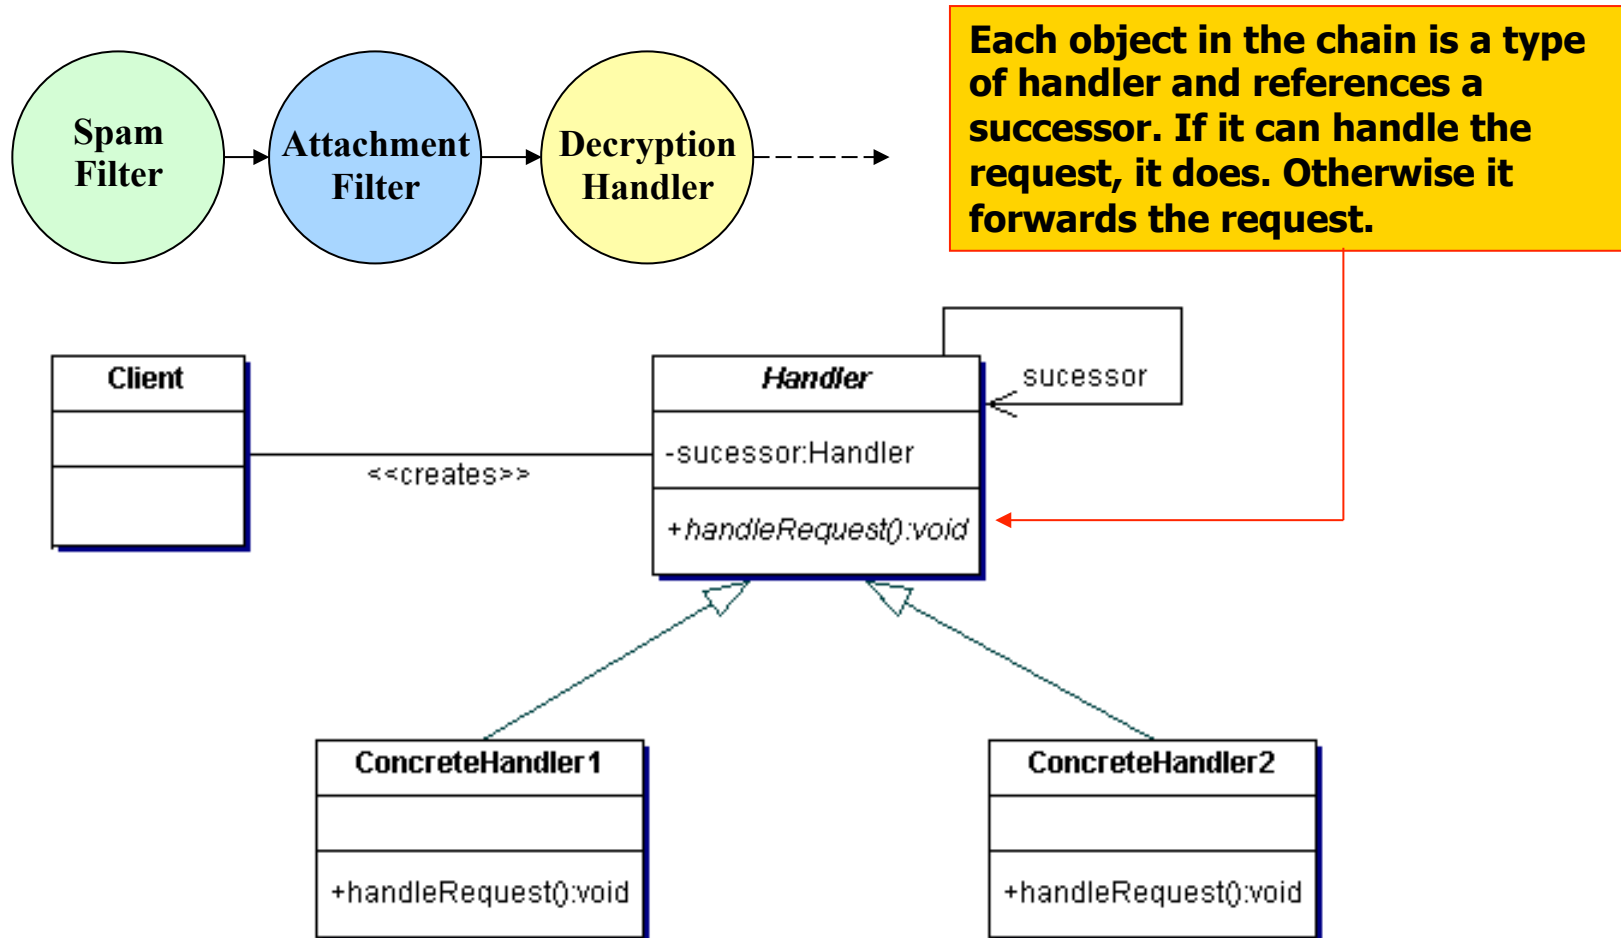 Spam
Filter
Attachment
Filter
Decryption
Handler
Each object in the chain is a type
of handler and references a
successor. If it can handle the
request, it does. Otherwise it
forwards the request.
Client
<<creates>>
Handler
-sucessor:Handler
+handleRequest():void
sucessor
ConcreteHandler1
+handleRequest():void
ConcreteHandler2
+handleRequest():void